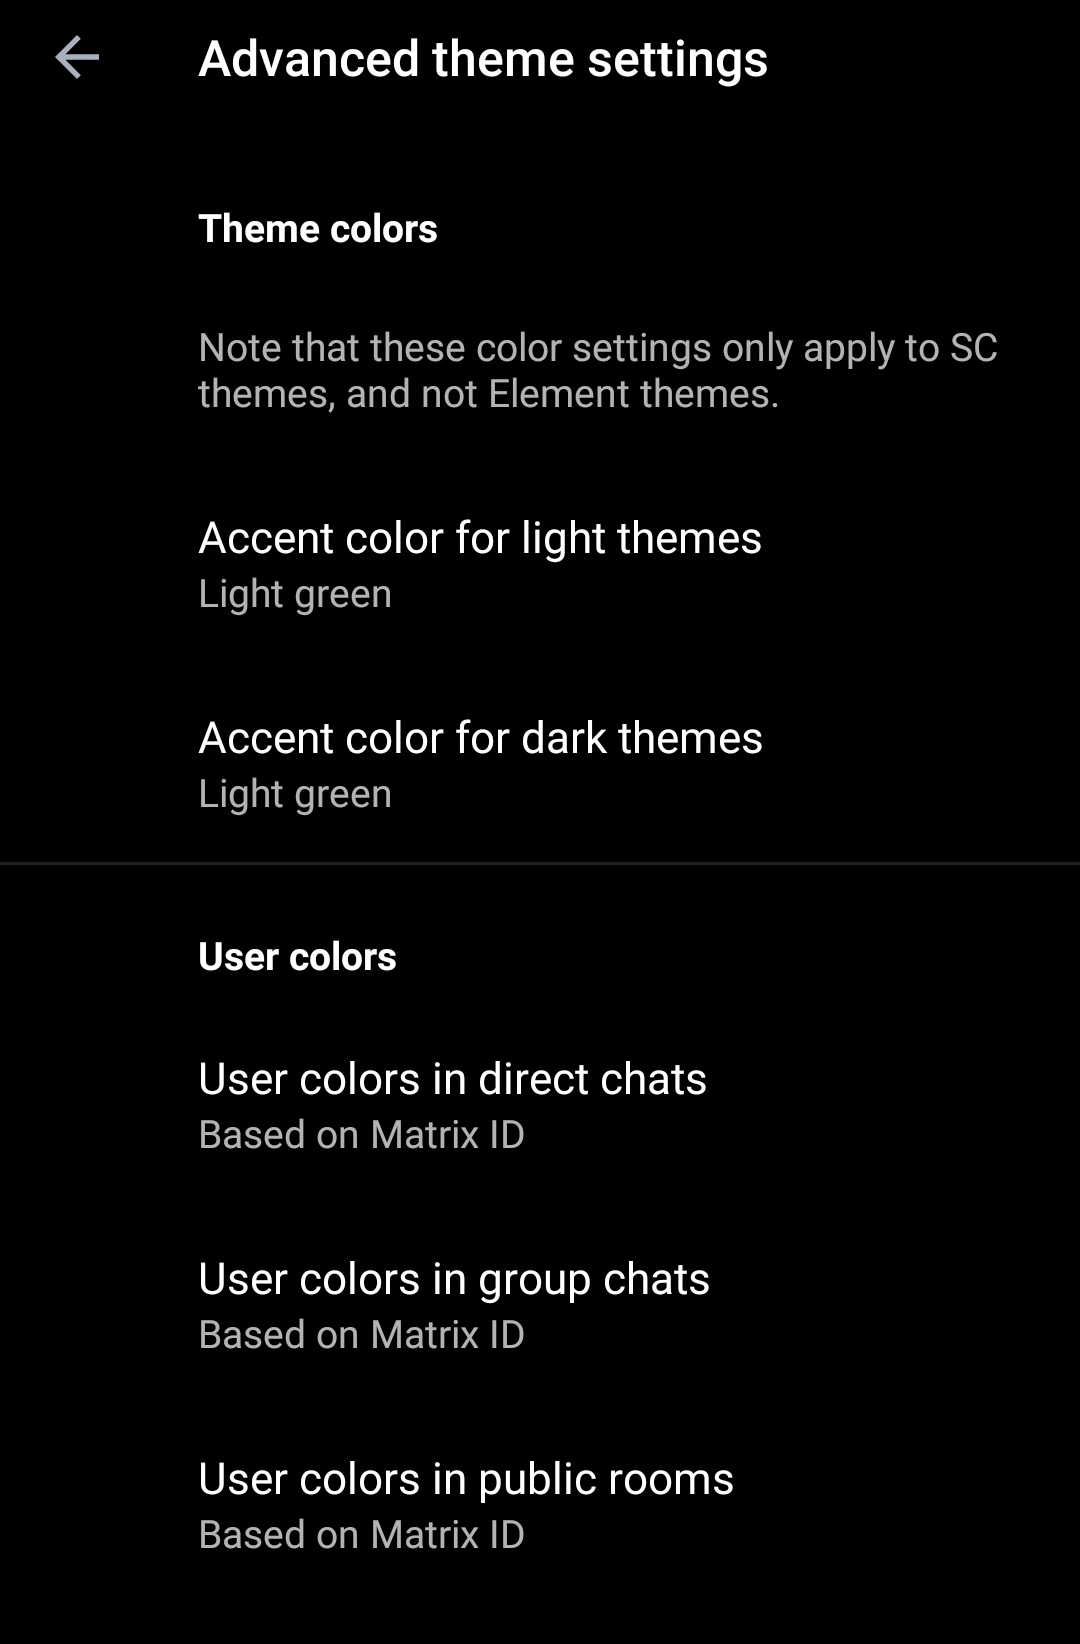 Advanced theme settings
Theme colors
Note that these color settings only apply to SC
themes, and not Element themes.
Accent color for light themes
Light green
Accent color for dark themes
Light green
User colors
User colors in direct chats
Based on Matrix ID
User colors in group chats
Based on Matrix ID
User colors in public rooms
Based on Matrix ID